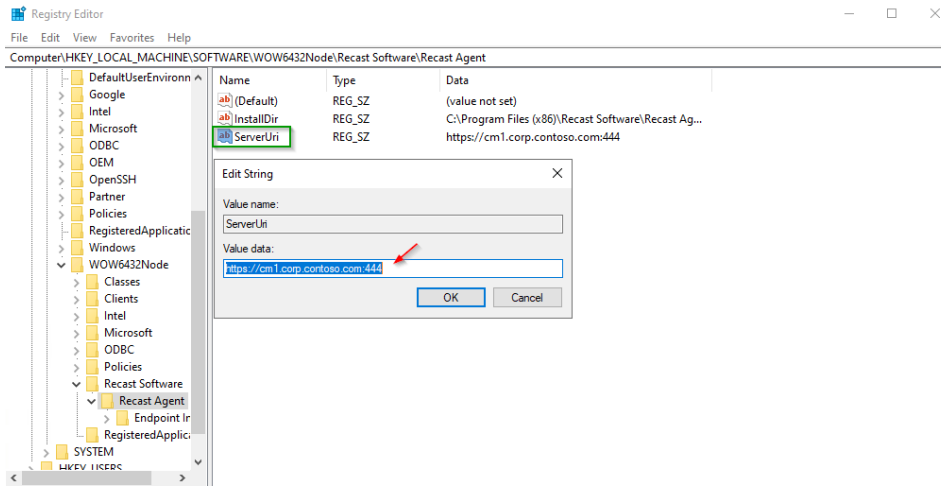 Registry Editor
File Edit View Favorites Help
Computer\HKEY_LOCAL_MACHINE\SOFTWARE\WOW6432Node\Recast Software\Recast Agent
DefaultUserEnvironn
Google
Intel
Microsoft
ODBC
OEM
OpenSSH
Partner
Policies
RegisteredApplicatic
Windows
WOW6432Node
Classes
Clients
Intel
Microsoft
ODBC
Policies
Recast Software
Recast Agent
Endpoint Ir
RegisteredApplica
SYSTEM
HKEY_USERS
Name Type Data
ab (Default) REG_SZ (value not set)
ab InstallDir REG_SZ C:\Program Files (x86)\Recast Software\Recast Ag...
ab ServerUri REG_SZ https://cm1.corp.contoso.com:444
Edit String
Value name:
ServerUri
Value data:
https://cm1.corp.contoso.com:444
OK Cancel